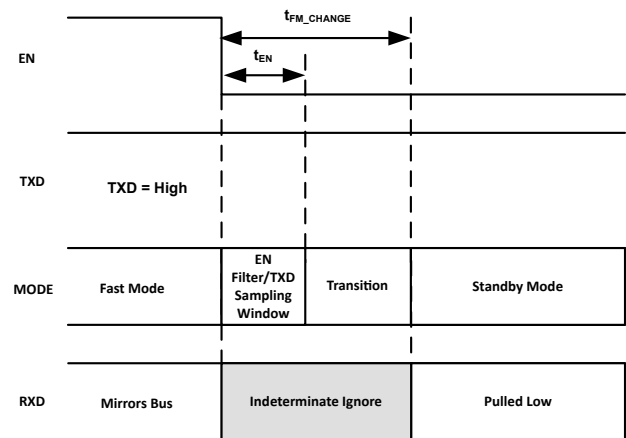 tFM_CHANGE
tEN
EN
TXD
TXD = High
MODE
Fast Mode
EN
Filter/TXD
Sampling
Window
Transition
Standby Mode
RXD
Mirrors Bus
Indeterminate Ignore
Pulled Low